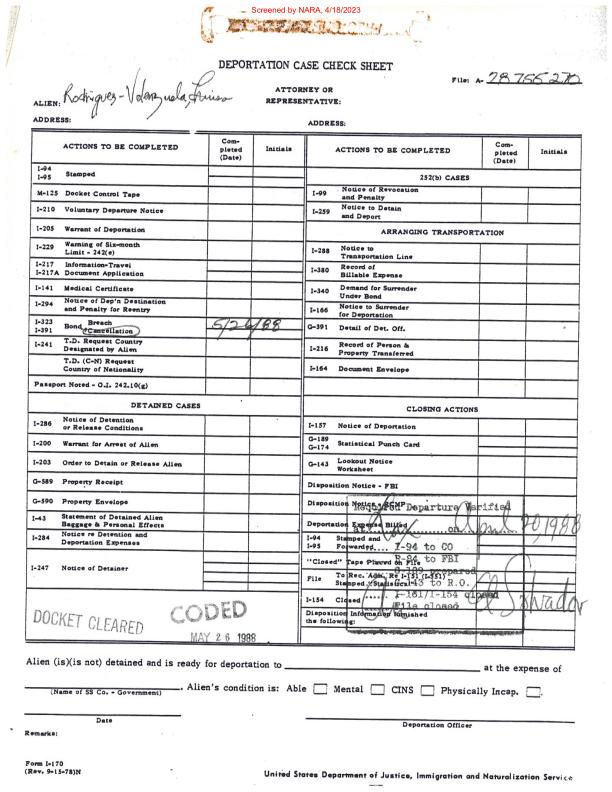 Screened by NARA, 4/18/2023
DEPORTATION CASE CHECK SHEET
File: A- 28 755 270
ALIEN: Rodriguez-Valenzuela,
ATTORNEY OR
REPRESENTATIVE:
ADDRESS:
ADDRESS:
ACTIONS TO BE COMPLETED
Com-
pleted
(Date)
Initials
I-94
I-95 Stamped
M-125 Docket Control Tape
I-210 Voluntary Departure Notice
I-205 Warrant of Deportation
I-229 Warning of Six-month
Limit - 242(e)
I-217 Information-Travel
I-217A Document Application
I-141 Medical Certificate
I-294 Notice of Dep'n Destination
and Penalty for Reentry
I-323 Bond Breach
I-391 Cancellation 5/26/88
I-241 T.D. Request Country
Designated by Alien
T.D. (C-N) Request
Country of Nationality
Passport Noted - O.I. 242.10(g)
DETAINED CASES
I-286 Notice of Detention
or Release Conditions
I-200 Warrant for Arrest of Alien
I-203 Order to Detain or Release Alien
G-589 Property Receipt
G-590 Property Envelope
I-43 Statement of Detained Alien
Baggage & Personal Effects
I-284 Notice re Detention and
Deportation Expenses
I-247 Notice of Detainer
DOCKET CLEARED
CODED
MAY 26 1988
ACTIONS TO BE COMPLETED
Com-
pleted
(Date)
Initials
252(b) CASES
I-99 Notice of Revocation
and Penalty
I-259 Notice to Detain
and Deport
ARRANGING TRANSPORTATION
I-288 Notice to
Transportation Line
I-380 Record of
Billable Expense
I-340 Demand for Surrender
Under Bond
I-166 Notice to Surrender
for Deportation
G-391 Detail of Det. Off.
I-216 Record of Person &
Property Transferred
I-164 Document Envelope
CLOSING ACTIONS
I-157 Notice of Deportation
G-189
G-174 Statistical Punch Card
G-143 Lookout Notice
Worksheet
Disposition Notice - FBI
Disposition Notice -
Required Departure Verified
Deportation Expense Billed
at on April 20, 1988
I-94 Stamped and
I-95 Forwarded.... I-94 to CO
R-84 to FBI
"Closed" Tape Placed on File
G-189 prepared
File To Rec. Adm. Re I-151 (I-551)
Stamped, Statistical G-143 to R.O.
I-154 Closed I-161/I-154 closed
File closed
El Salvador
Disposition Information furnished
the following:
Alien (is)(is not) detained and is ready for deportation to at the expense of
. Alien's condition is: Able Mental CINS Physically Incap. .
(Name of SS Co. - Government)
Date
Deportation Officer
Remarks:
Form I-170
(Rev. 9-15-78)N
United States Department of Justice, Immigration and Naturalization Service